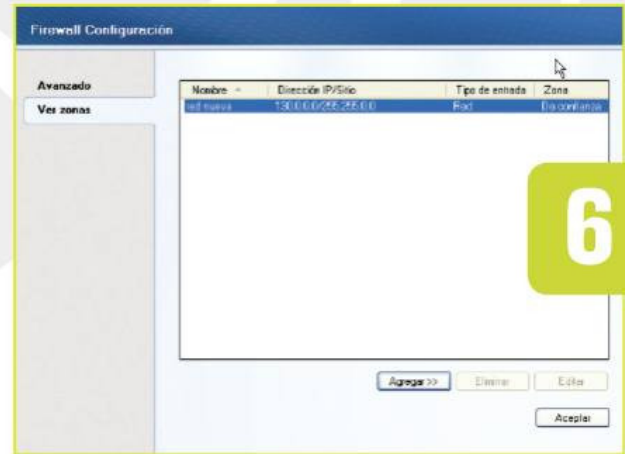 Firewall Configuración
Avanzado
Ver zonas
Nombre Dirección IP/Sitio Tipo de entrada Zona
red nueva 130.0.0.0/255.255.0.0 Red De confianza
6
Agregar >> Eliminar Editar
Aceptar